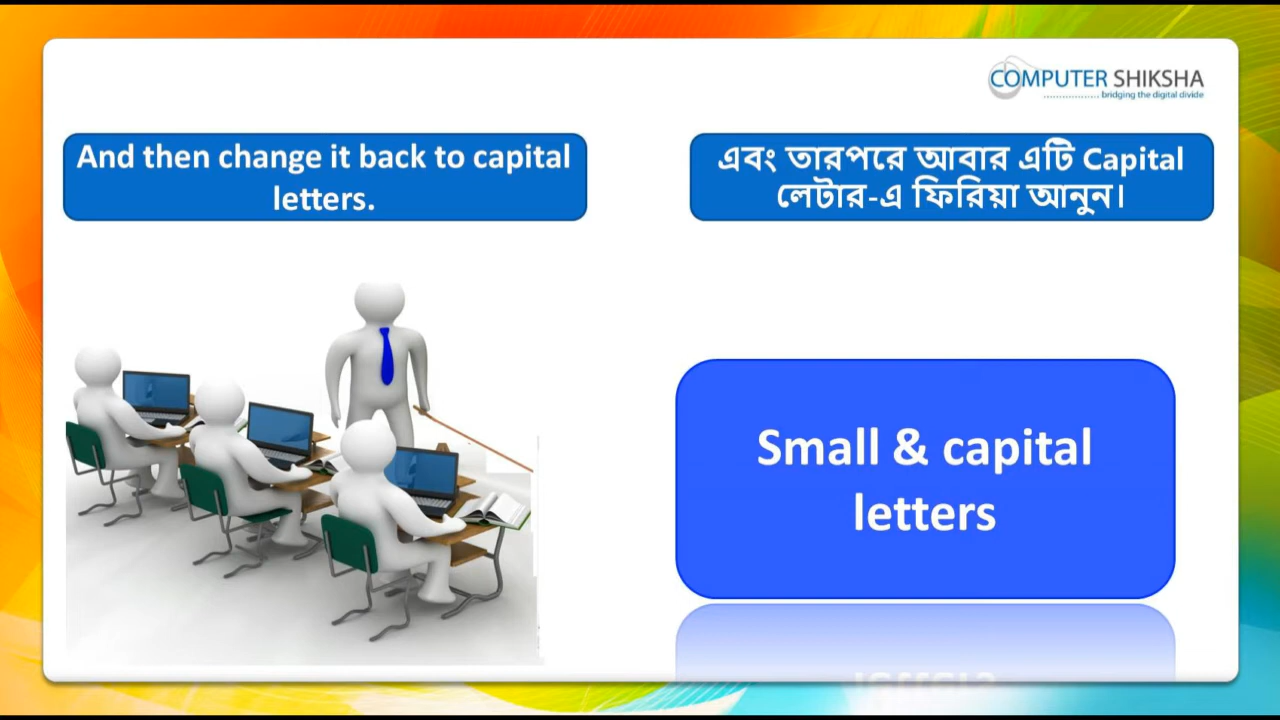 COMPUTER SHIKSHA
bridging the digital divide
And then change it back to capital
letters.
এবং তারপরে আবার এটি Capital
লেটার-এ ফিরিয়া আনুন।
Small & capital
letters